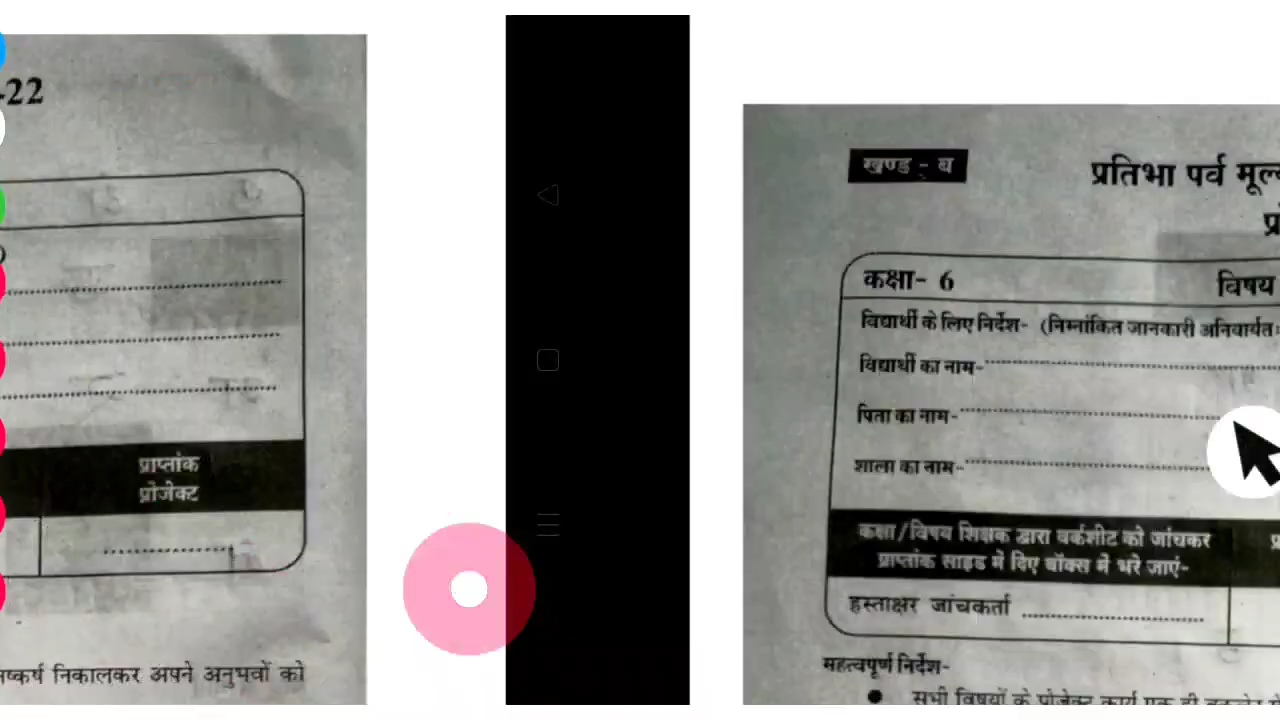 -22
प्राप्तांक
प्रोजेक्ट
निकालकर अपने अनुभवों को
खण्ड - ब
प्रतिभा पर्व
कक्षा- 6 विषय
विद्यार्थी के लिए निर्देश- (निम्नांकित जानकारी अनिवार्यतः
विद्यार्थी का नाम-
पिता का नाम-
शाला का नाम-
कक्षा/विषय शिक्षक द्वारा वर्कशीट को जांचकर
प्राप्तांक साइड में दिए बॉक्स में भरे जाएं-
हस्ताक्षर जांचकर्ता
महत्वपूर्ण निर्देश-
● सभी विषयों के प्रोजेक्ट कार्य एक ही